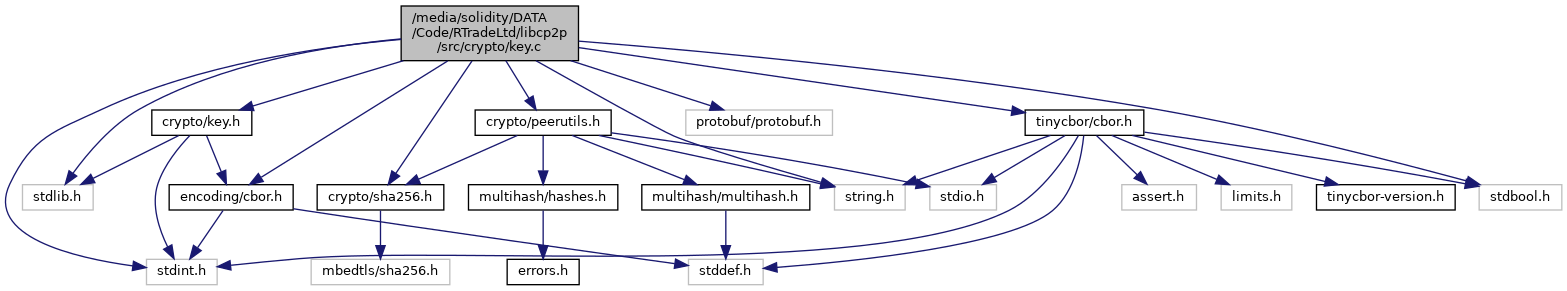 /media/solidity/DATA
/Code/RTradeLtd/libcp2p
/src/crypto/key.c
crypto/key.h
crypto/peerutils.h
protobuf/protobuf.h
tinycbor/cbor.h
stdlib.h
encoding/cbor.h
crypto/sha256.h
multihash/hashes.h
multihash/multihash.h
string.h
stdio.h
assert.h
limits.h
tinycbor-version.h
stdbool.h
stdint.h
mbedtls/sha256.h
errors.h
stddef.h